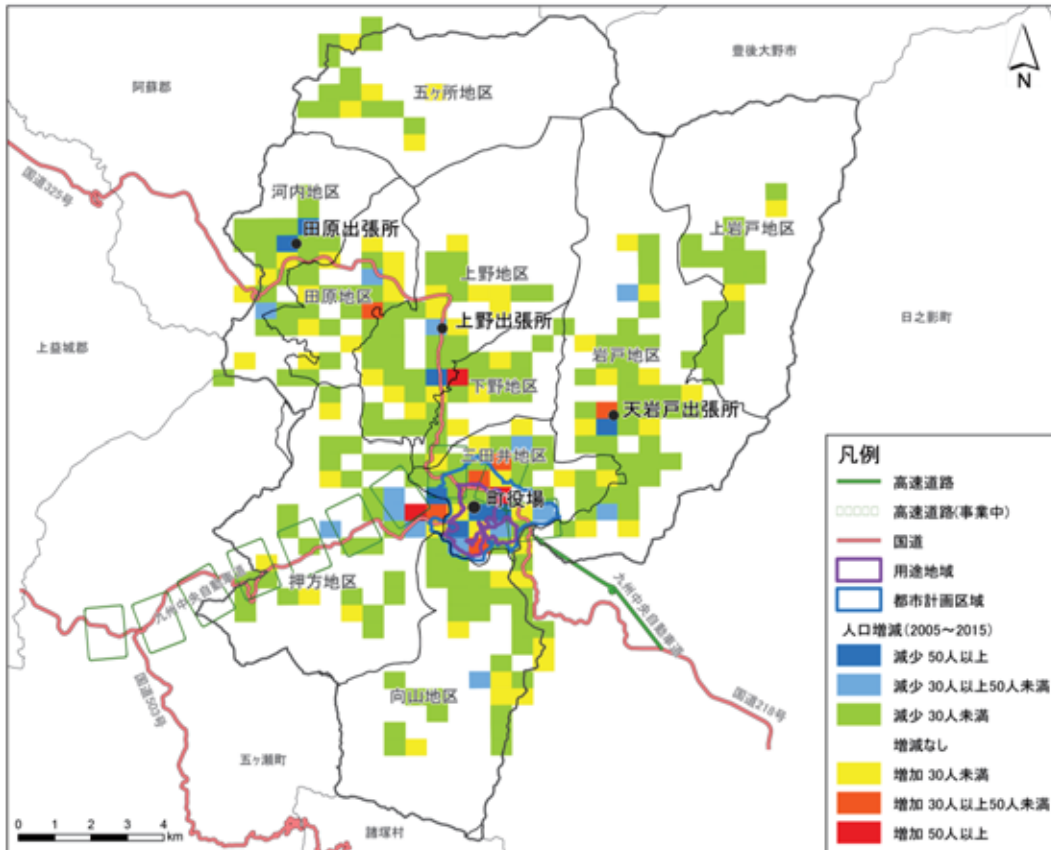 豊後大野市
阿蘇郡
N
五ヶ所地区
国道325号
河内地区
田原出張所
上岩戸地区
上野地区
田原地区
上野出張所
日之影町
上益城郡
岩戸地区
下野地区
天岩戸出張所
三田井地区
町役場
九州中央自動車道
押方地区
九州中央自動車道
国道503号
向山地区
国道218号
五ヶ瀬町
諸塚村
0 1 2 3 4
km
凡例
高速道路
高速道路(事業中)
国道
用途地域
都市計画区域
人口増減(2005~2015)
減少 50人以上
減少 30人以上50人未満
減少 30人未満
増減なし
増加 30人未満
増加 30人以上50人未満
増加 50人以上